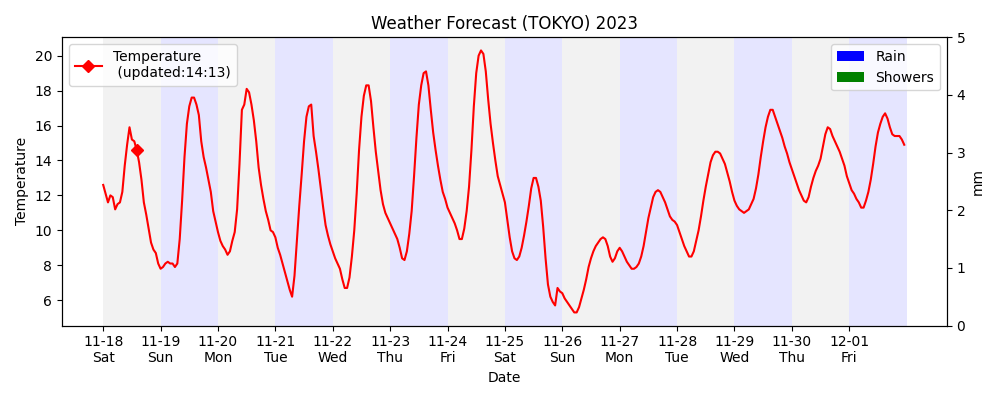 Weather Forecast (TOKYO) 2023
Temperature
(updated:14:13)
Rain
Showers
20
18
16
14
12
10
8
6
Temperature
5
4
3
2
1
0
mm
11-18 11-19 11-20 11-21 11-22 11-23 11-24 11-25 11-26 11-27 11-28 11-29 11-30 12-01
Sat Sun Mon Tue Wed Thu Fri Sat Sun Mon Tue Wed Thu Fri
Date